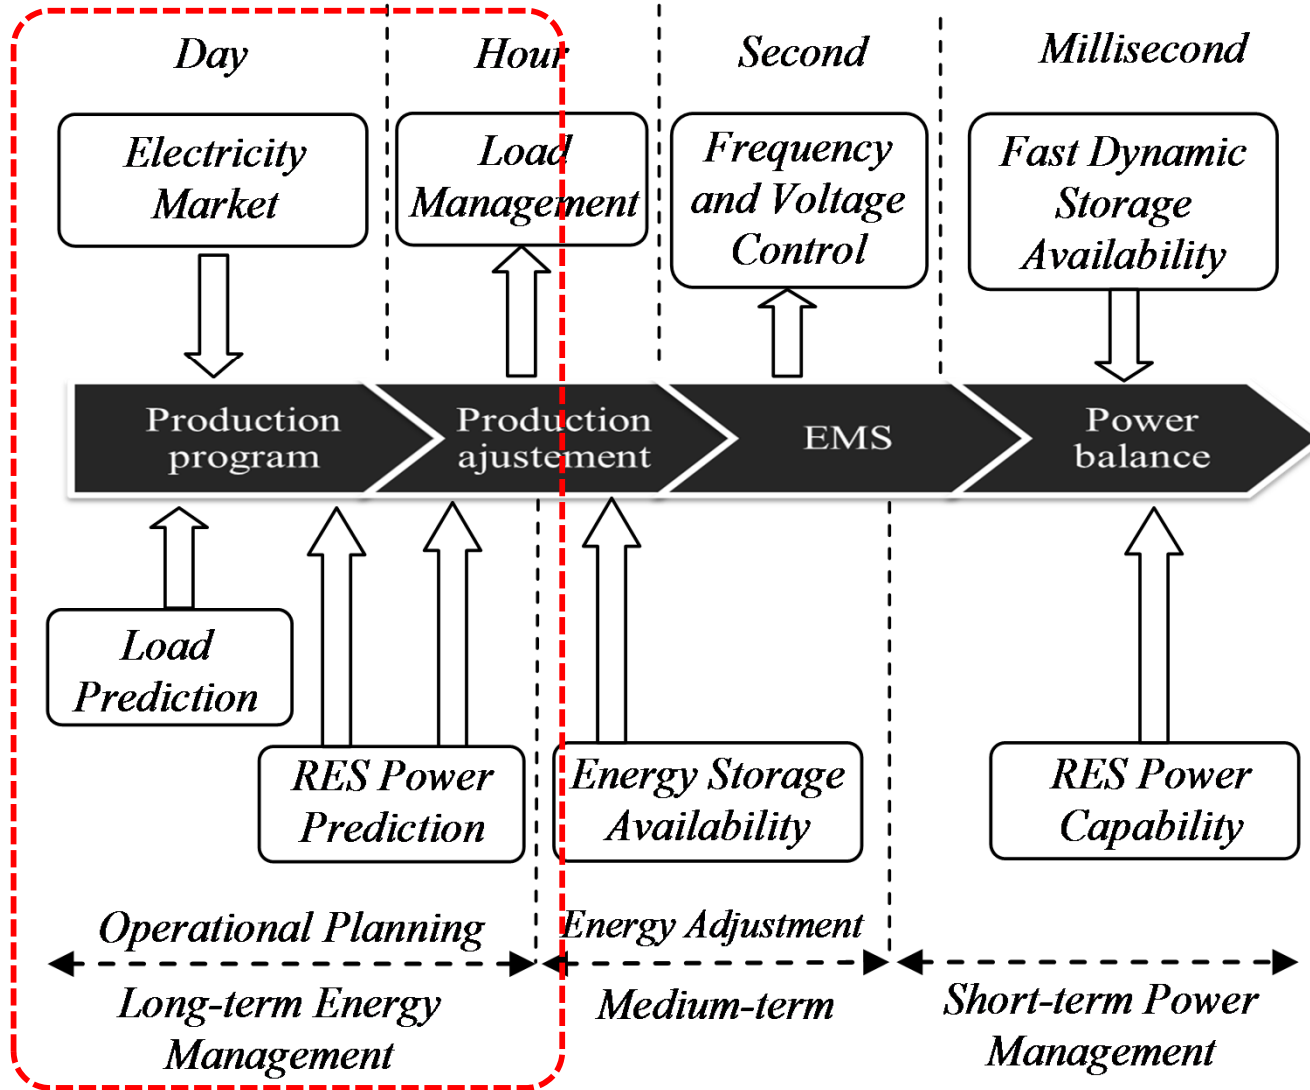 Day
Hour
Second
Millisecond
Electricity
Market
Load
Management
Frequency
and Voltage
Control
Fast Dynamic
Storage
Availability
Production
program
Production
ajustement
EMS
Power
balance
Load
Prediction
RES Power
Prediction
Energy Storage
Availability
RES Power
Capability
Operational Planning
Energy Adjustment
Long-term Energy
Management
Medium-term
Short-term Power
Management